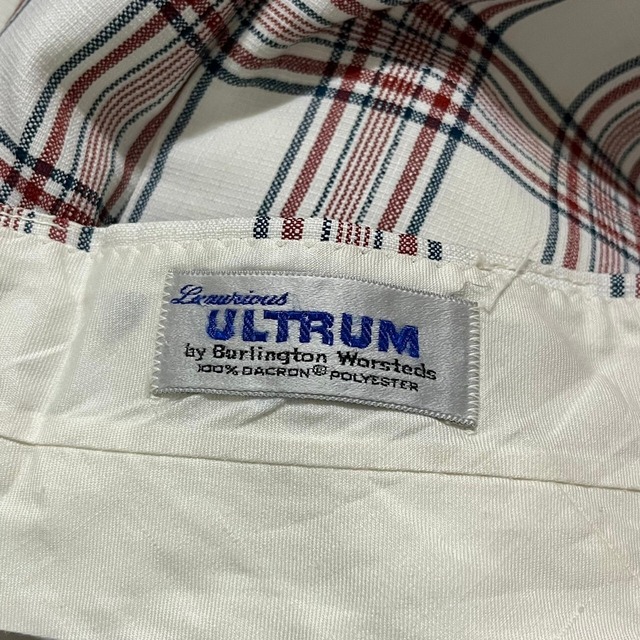 Luxurious
ULTRUM
by Burlington Worsteds
100% DACRON® POLYESTER